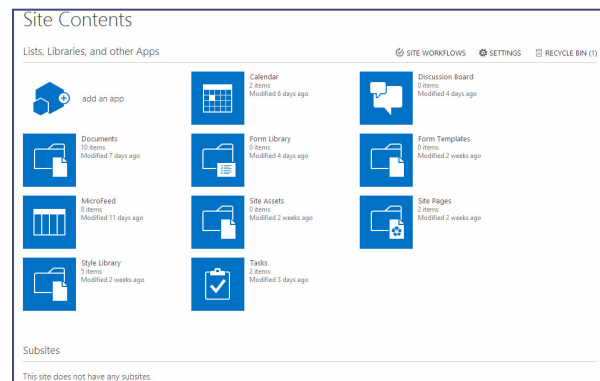 Site Contents
Lists, Libraries, and other Apps
SITE WORKFLOWS SETTINGS RECYCLE BIN (1)
add an app
Calendar
2 items
Modified 6 days ago
Discussion Board
0 items
Modified 4 days ago
Documents
10 items
Modified 7 days ago
Form Library
0 items
Modified 4 days ago
Form Templates
0 items
Modified 2 weeks ago
MicroFeed
8 items
Modified 11 days ago
Site Assets
0 items
Modified 2 weeks ago
Site Pages
2 items
Modified 2 weeks ago
Style Library
5 items
Modified 2 weeks ago
Tasks
2 items
Modified 3 days ago
Subsites
This site does not have any subsites.